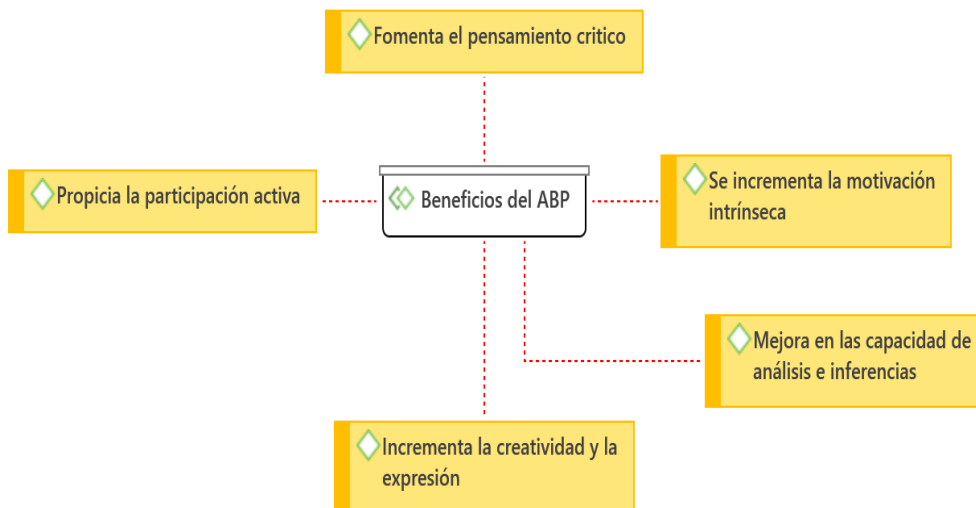 Fomenta el pensamiento critico
Propicia la participación activa
Beneficios del ABP
Se incrementa la motivación
intrínseca
Mejora en las capacidad de
análisis e inferencias
Incrementa la creatividad y la
expresión